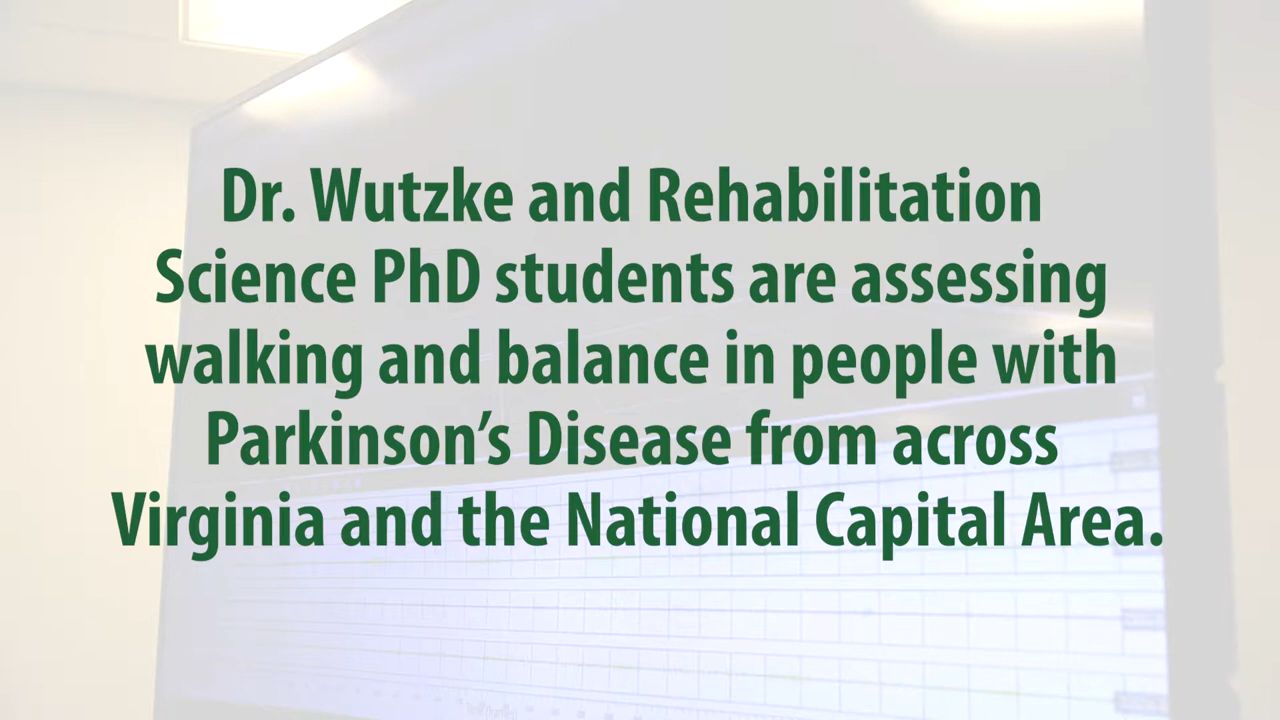 Dr. Wutzke and Rehabilitation
Science PhD students are assessing
walking and balance in people with
Parkinson’s Disease from across
Virginia and the National Capital Area.